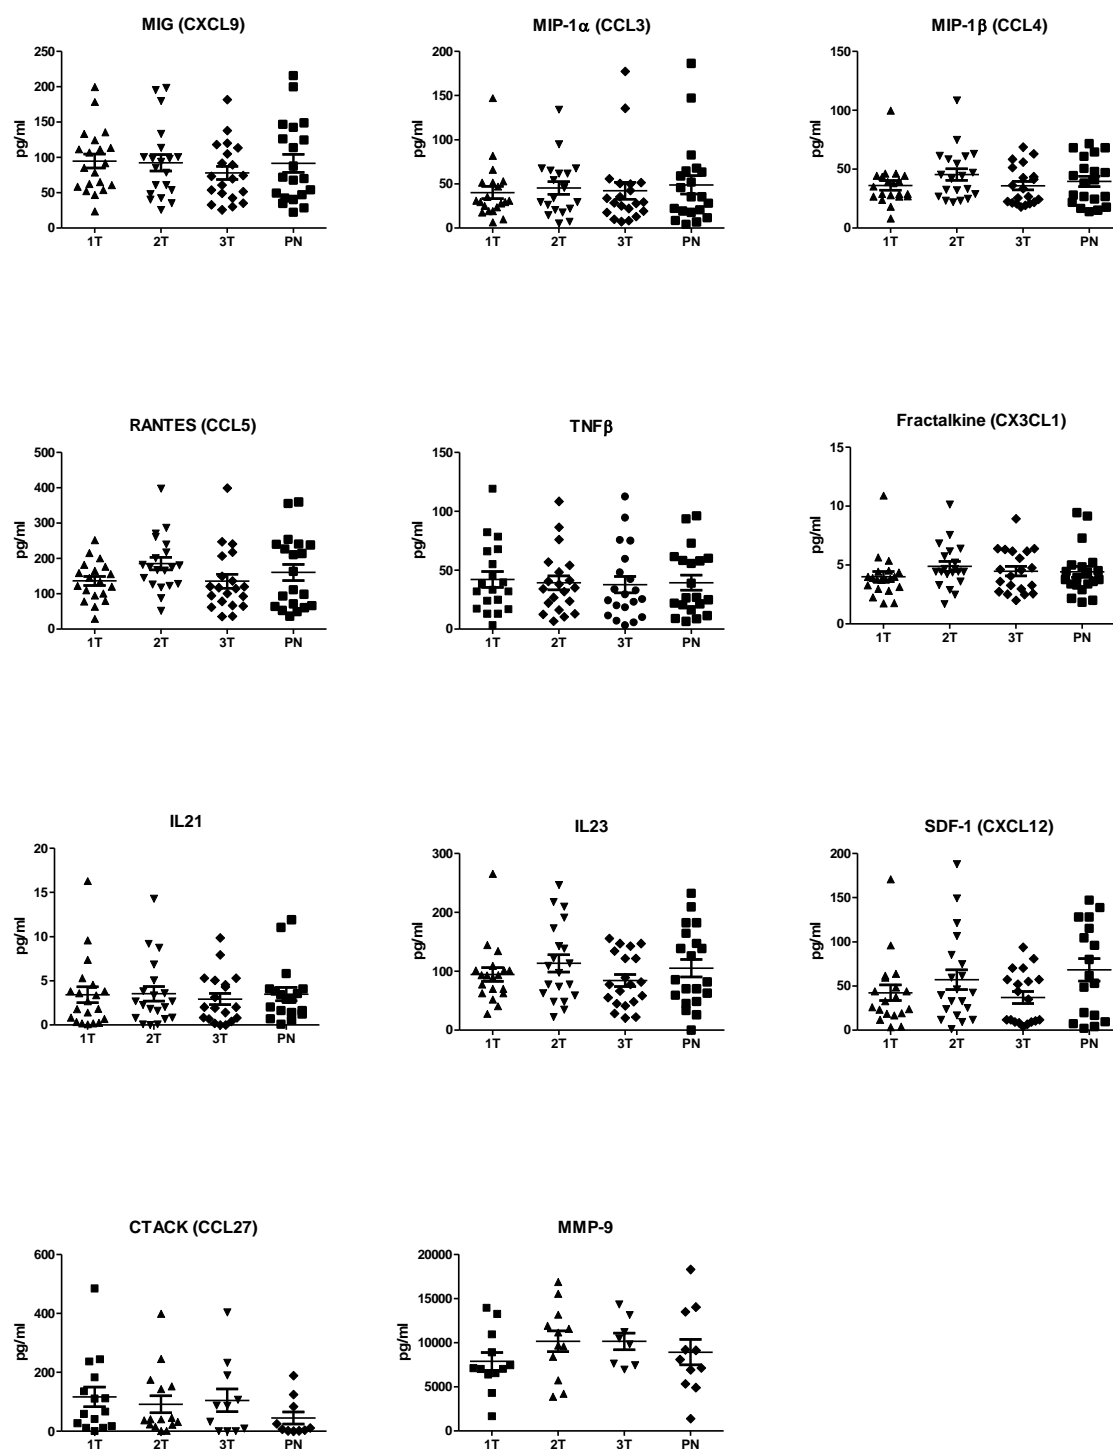 MIG (CXCL9)
pg/ml
250
200
150
100
50
0
1T 2T 3T PN
MIP-1α (CCL3)
pg/ml
200
150
100
50
0
1T 2T 3T PN
MIP-1β (CCL4)
pg/ml
150
100
50
0
1T 2T 3T PN
RANTES (CCL5)
pg/ml
500
400
300
200
100
0
1T 2T 3T PN
TNFβ
pg/ml
150
100
50
0
1T 2T 3T PN
Fractalkine (CX3CL1)
pg/ml
15
10
5
0
1T 2T 3T PN
IL21
pg/ml
20
15
10
5
0
1T 2T 3T PN
IL23
pg/ml
300
200
100
0
1T 2T 3T PN
SDF-1 (CXCL12)
pg/ml
200
150
100
50
0
1T 2T 3T PN
CTACK (CCL27)
pg/ml
600
400
200
0
1T 2T 3T PN
MMP-9
pg/ml
20000
15000
10000
5000
0
1T 2T 3T PN